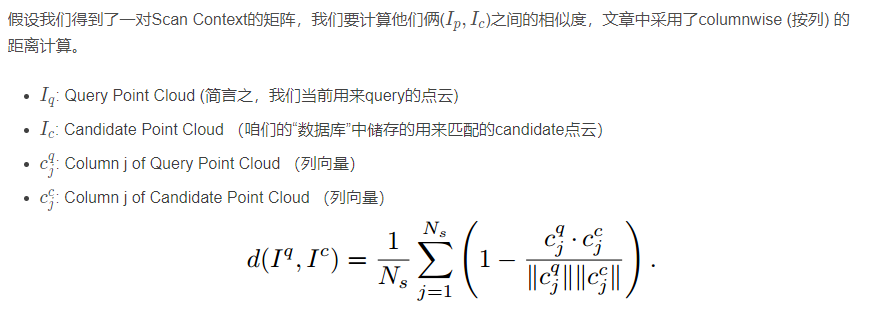 假设我们得到了一对Scan Context的矩阵，我们要计算他们俩(I_p, I_c)之间的相似度，文章中采用了columnwise (按列) 的
距离计算。
• I_q: Query Point Cloud (简言之，我们当前用来query的点云)
• I_c: Candidate Point Cloud （咱们的“数据库”中储存的用来匹配的candidate点云）
• c_j^q: Column j of Query Point Cloud （列向量）
• c_j^c: Column j of Candidate Point Cloud （列向量）
d(I^q, I^c) = \frac{1}{N_s} \sum_{j=1}^{N_s} \left( 1 - \frac{c_j^q \cdot c_j^c}{\|c_j^q\| \|c_j^c\|} \right).